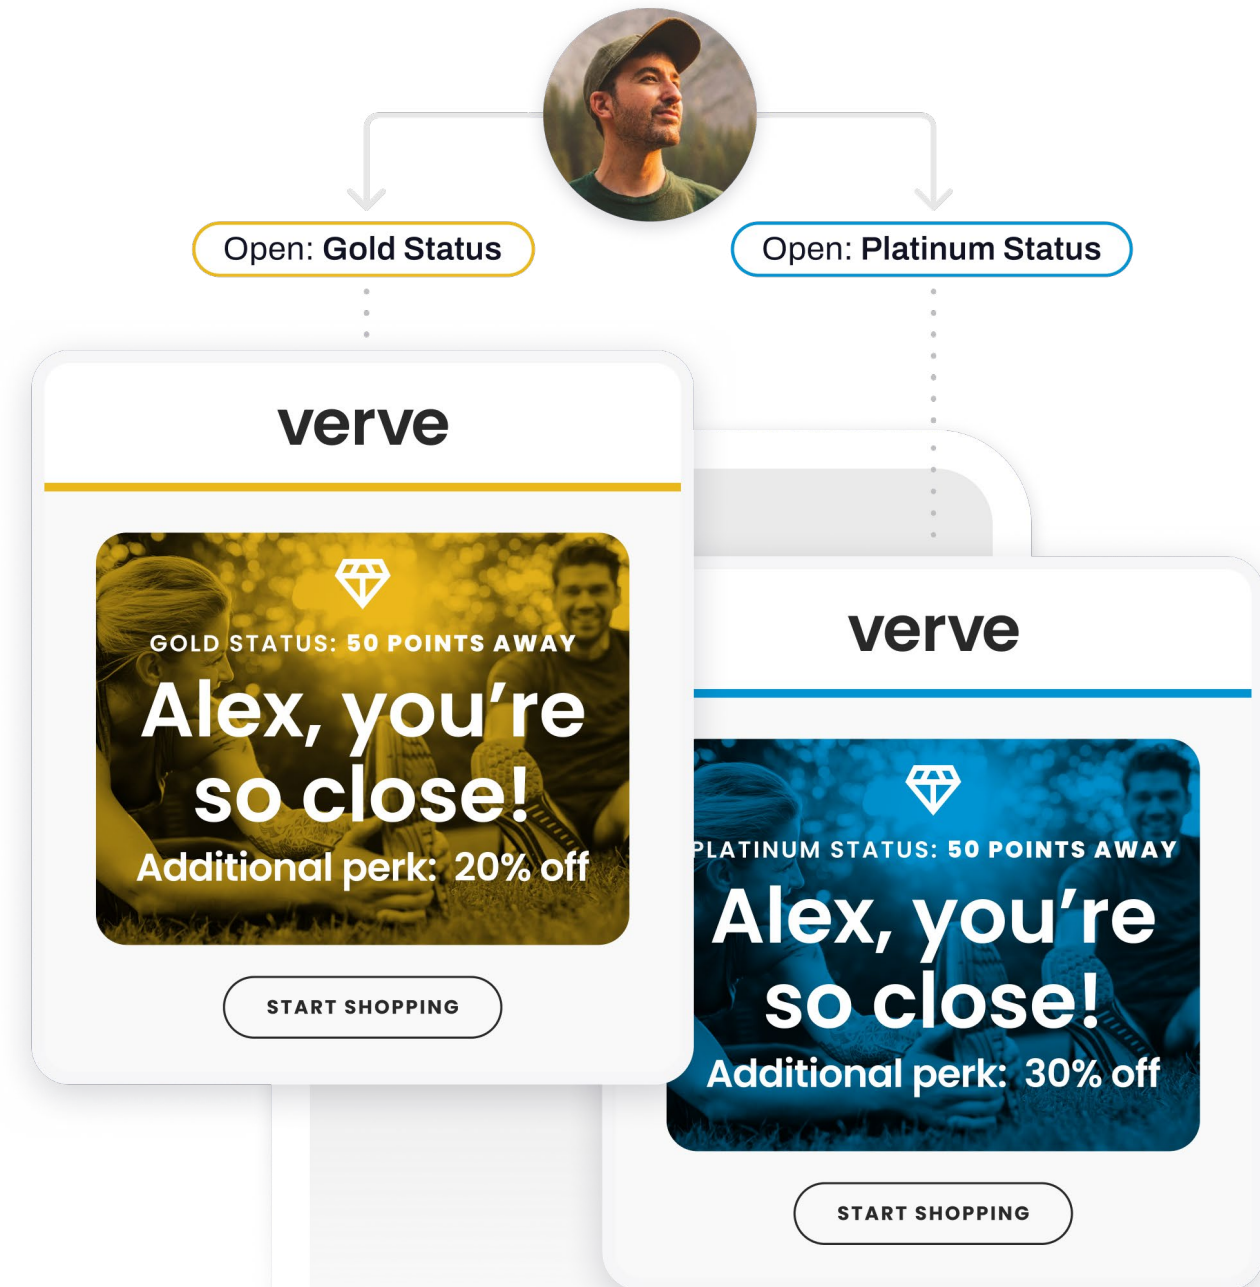 Open: Gold Status
Open: Platinum Status
verve
GOLD STATUS: 50 POINTS AWAY
Alex, you’re
so close!
Additional perk: 20% off
START SHOPPING
verve
PLATINUM STATUS: 50 POINTS AWAY
Alex, you’re
so close!
Additional perk: 30% off
START SHOPPING